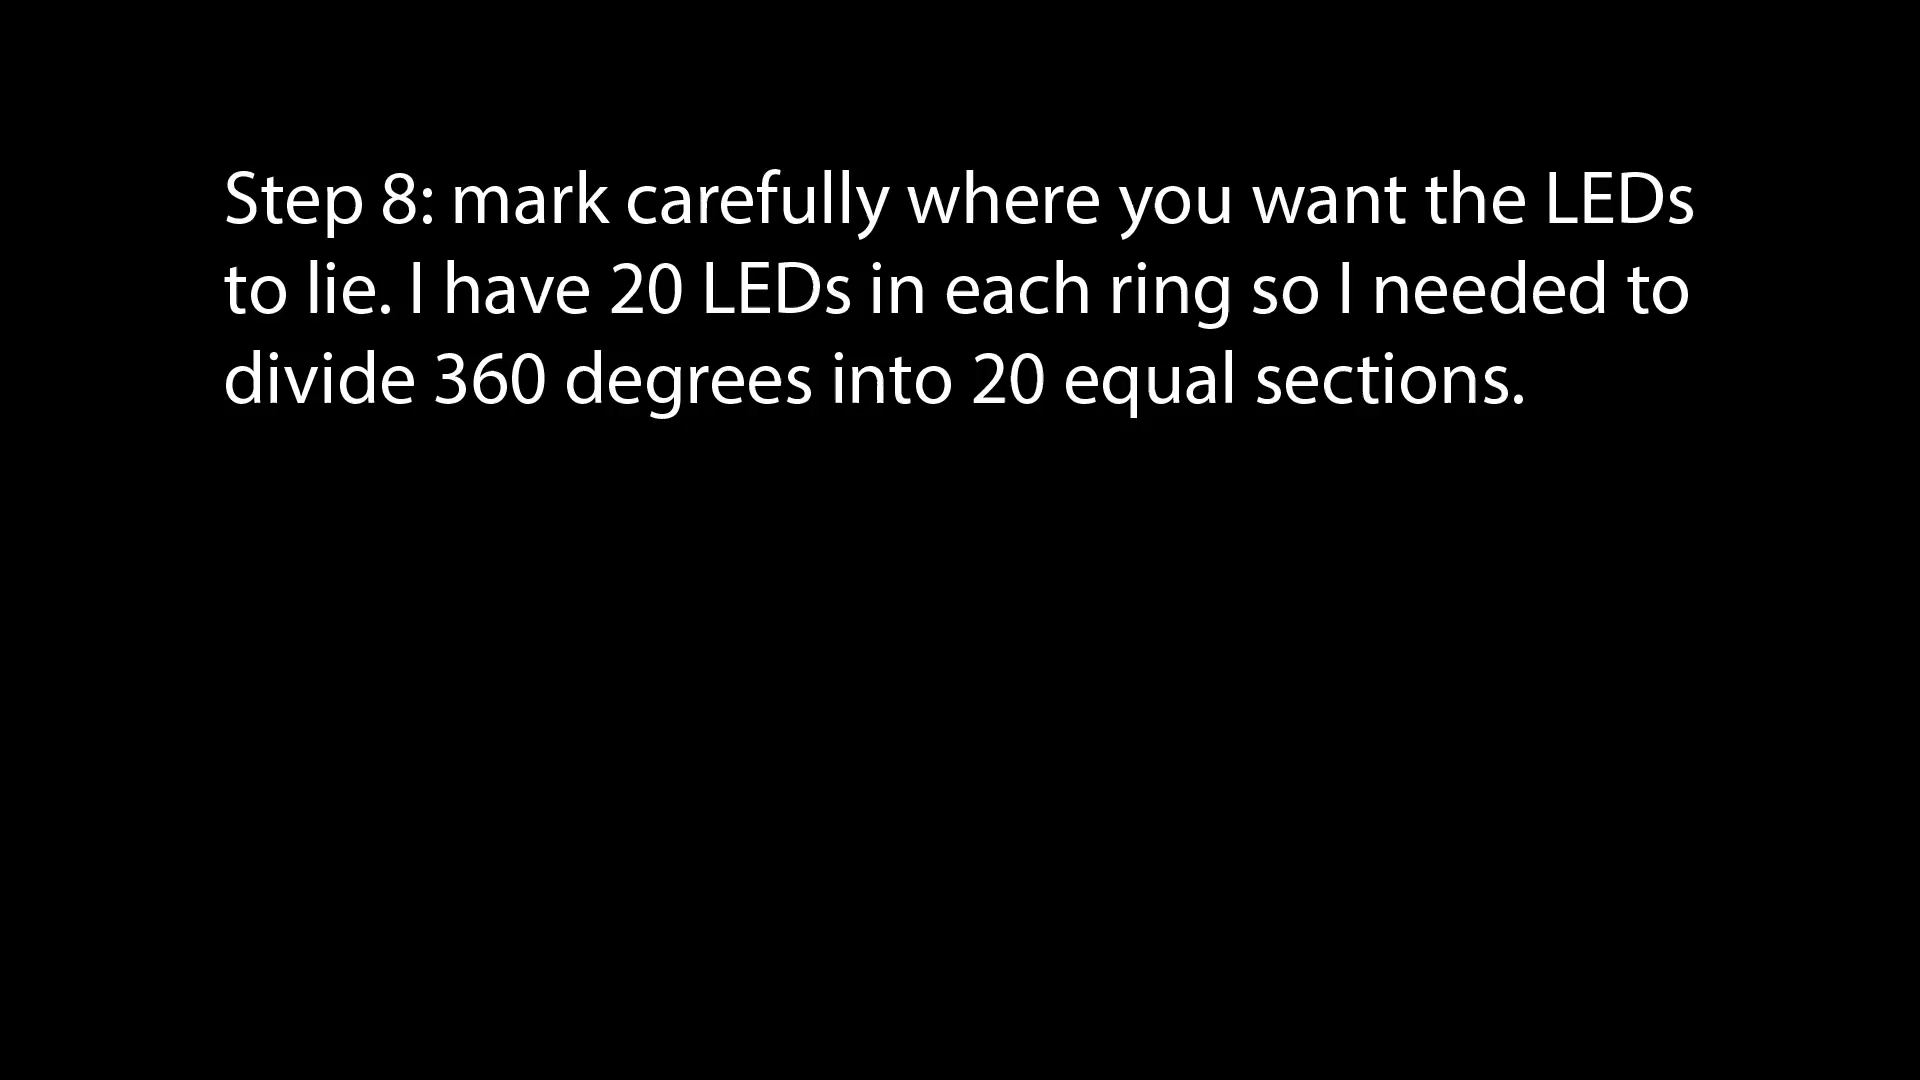 Step 8: mark carefully where you want the LEDs
to lie. I have 20 LEDs in each ring so I needed to
divide 360 degrees into 20 equal sections.